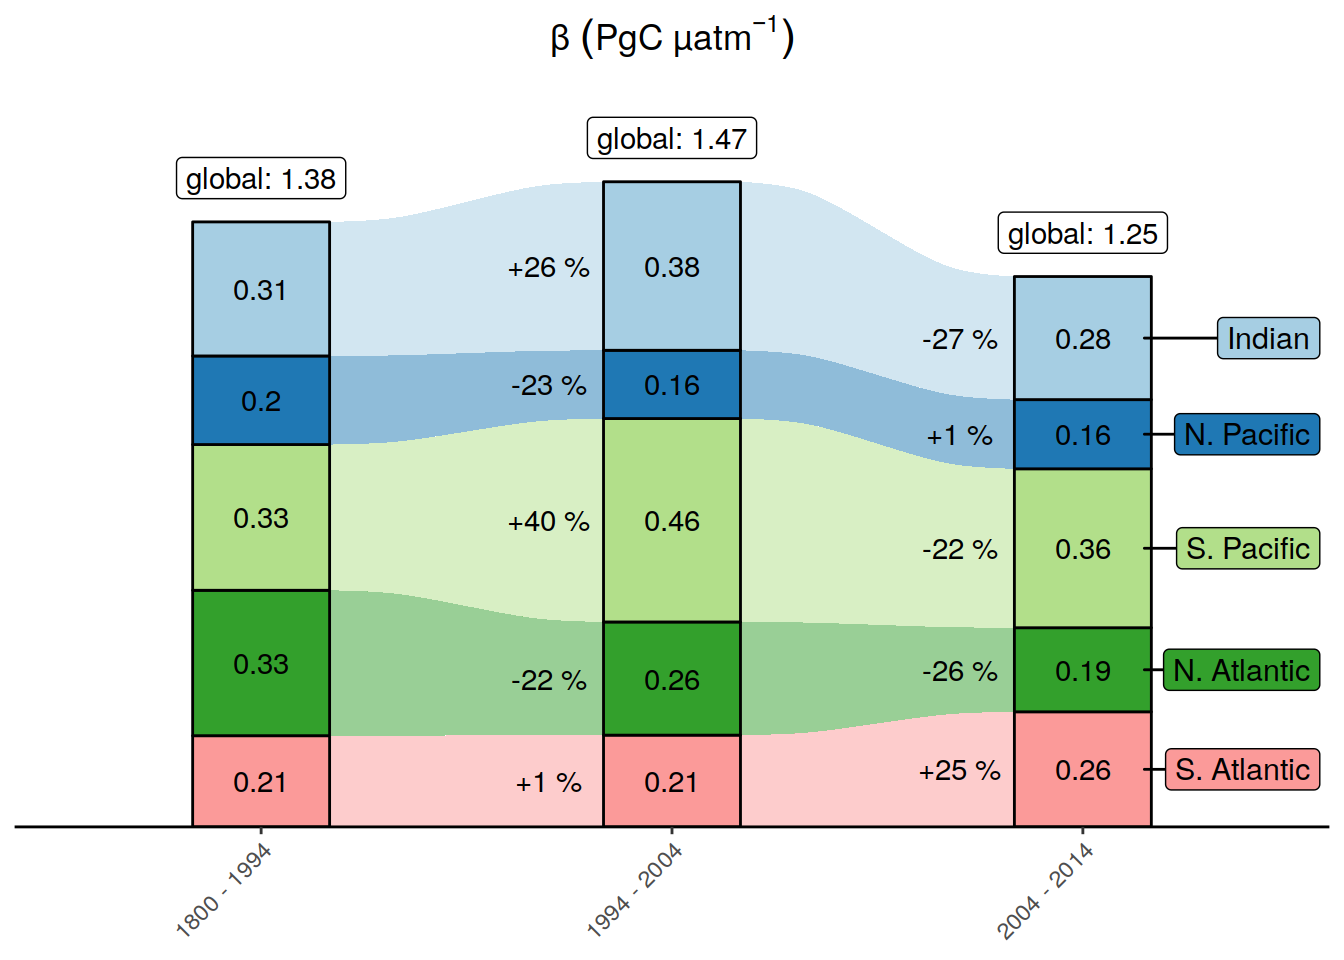 β (PgC µatm⁻¹)
global: 1.47
global: 1.38
global: 1.25
+26 %
0.38
0.31
-27 %
0.28
Indian
-23 %
0.16
0.2
+1 %
0.16
N. Pacific
0.33
+40 %
0.46
-22 %
0.36
S. Pacific
0.33
-22 %
0.26
-26 %
0.19
N. Atlantic
0.21
+1 %
0.21
+25 %
0.26
S. Atlantic
1800 - 1994
1994 - 2004
2004 - 2014